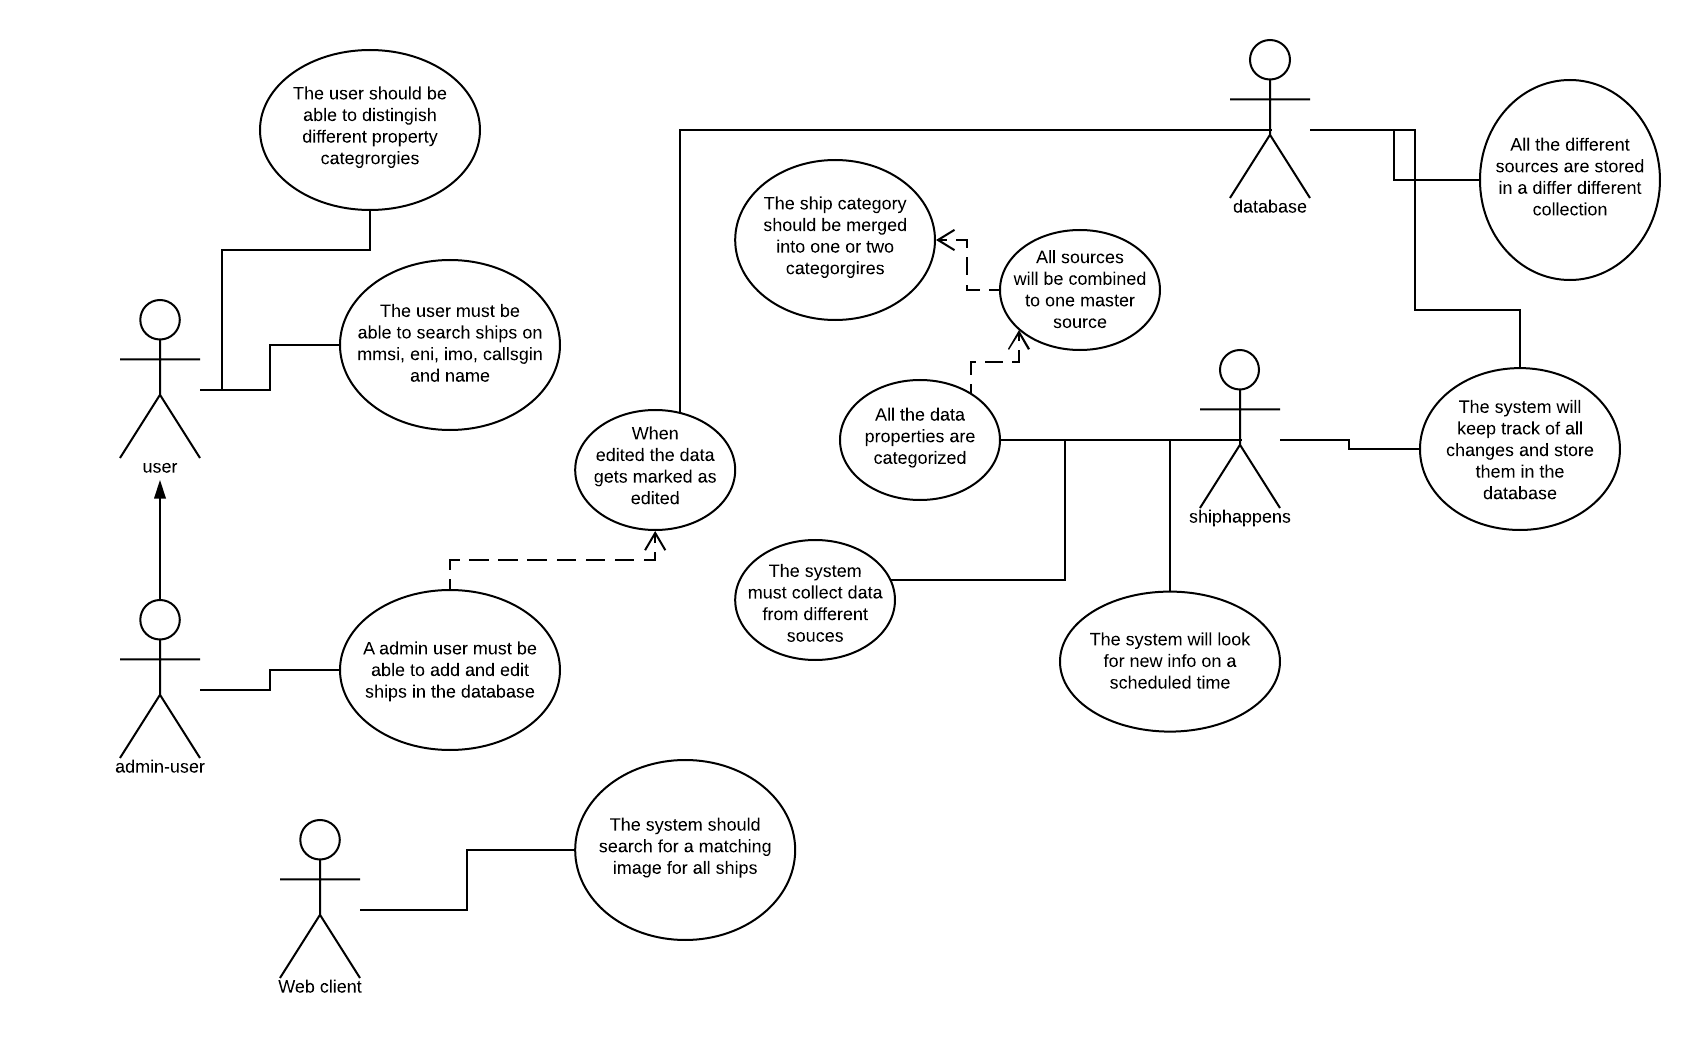 The user should be
able to distingish
different property
categrorgies
The user must be
able to search ships on
mmsi, eni, imo, callsgin
and name
user
When
edited the data
gets marked as
edited
A admin user must be
able to add and edit
ships in the database
admin-user
The system should
search for a matching
image for all ships
Web client
database
All the different
sources are stored
in a differ different
collection
The ship category
should be merged
into one or two
categorgires
All sources
will be combined
to one master
source
All the data
properties are
categorized
shiphappens
The system will
keep track of all
changes and store
them in the
database
The system
must collect data
from different
souces
The system will look
for new info on a
scheduled time